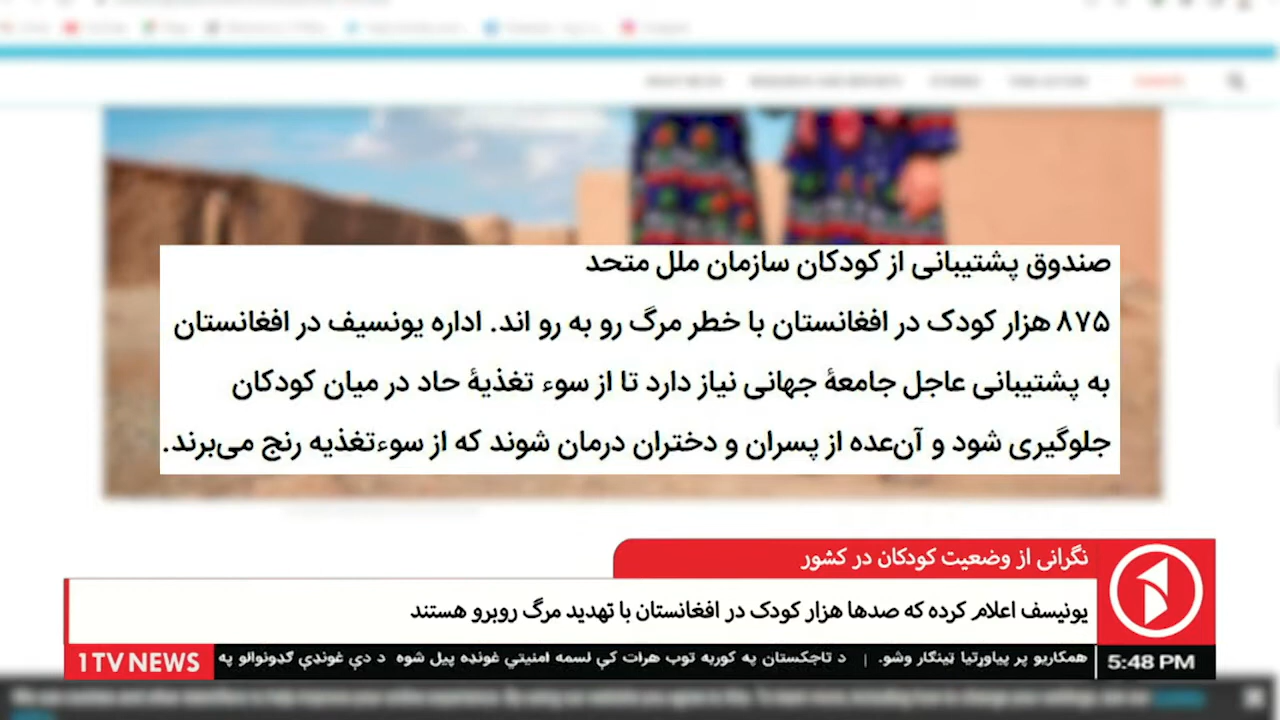 صندوق پشتیبانی از کودکان سازمان ملل متحد
۸۷۵ هزار کودک در افغانستان با خطر مرگ رو به رو اند. اداره یونسیف در افغانستان
به پشتیبانی عاجل جامعهٔ جهانی نیاز دارد تا از سوء تغذیهٔ حاد در میان کودکان
جلوگیری شود و آن‌عده از پسران و دختران درمان شوند که از سوءتغذیه رنج می‌برند.
نگرانی از وضعیت کودکان در کشور
یونیسف اعلام کرده که صدها هزار کودک در افغانستان با تهدید مرگ روبرو هستند
همکاریو پر پیاوړتیا ټینګار وشو. | د تاجکستان په کوربه توب هرات کې لسمه امنیتي غونډه پیل شوه د دې غونډې ګډونوالو په
1TV NEWS
5:48 PM